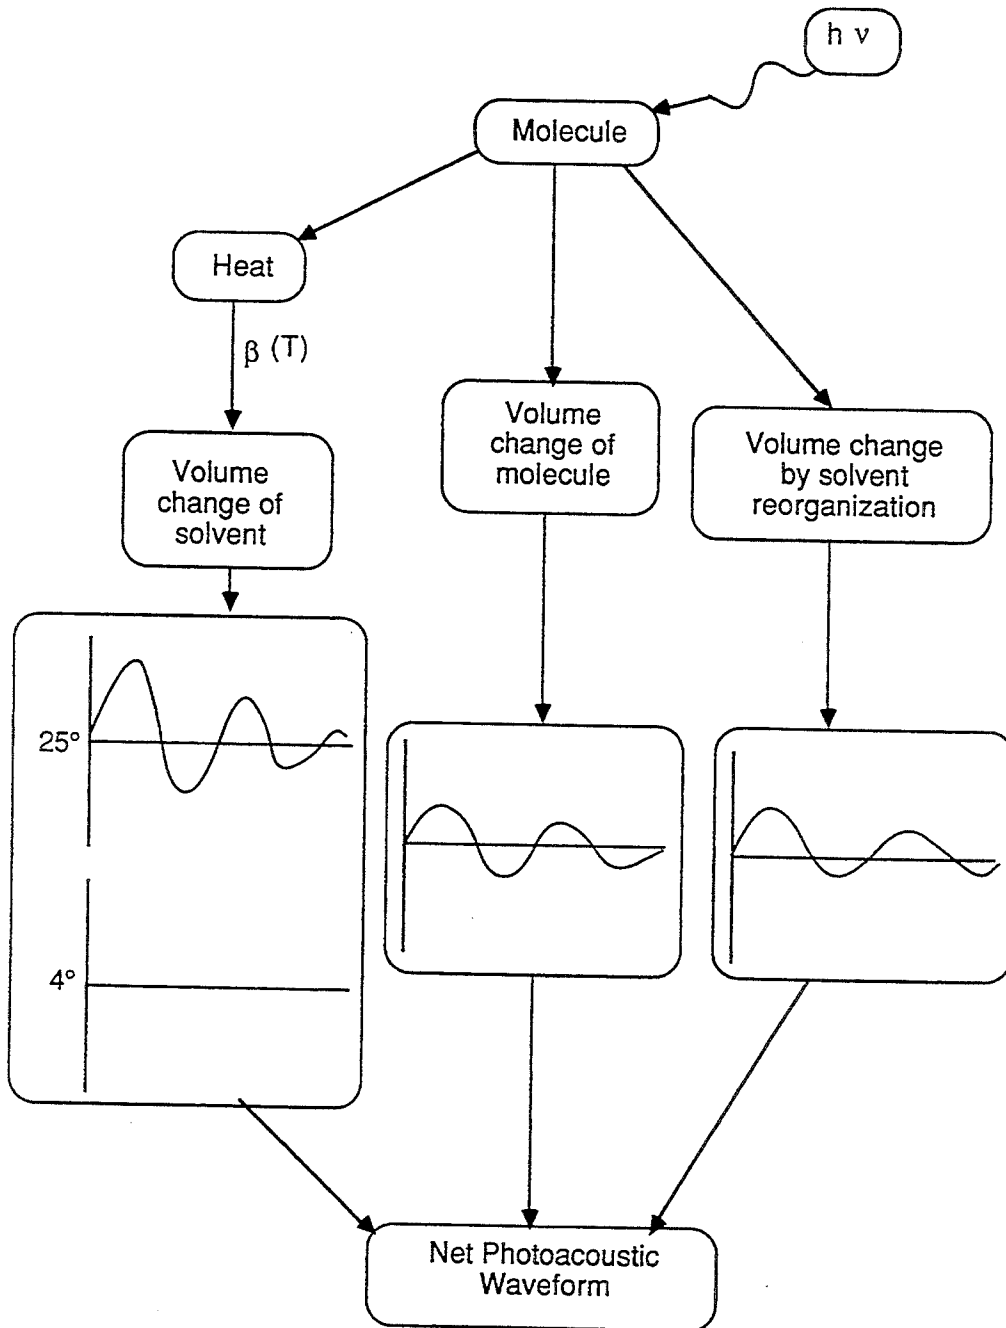 h ν
Molecule
Heat
β (T)
Volume
change of
solvent
Volume
change of
molecule
Volume change
by solvent
reorganization
25°
4°
Net Photoacoustic
Waveform